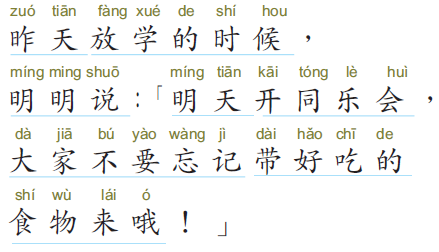 zuó tiān fàng xué de shí hou
昨天放学的时候，
míng ming shuō míng tiān kāi tóng lè huì
明明说：「明天开同乐会，
dà jiā bú yào wàng jì dài hǎo chī de
大家不要忘记带好吃的
shí wù lái ó
食物来哦！」